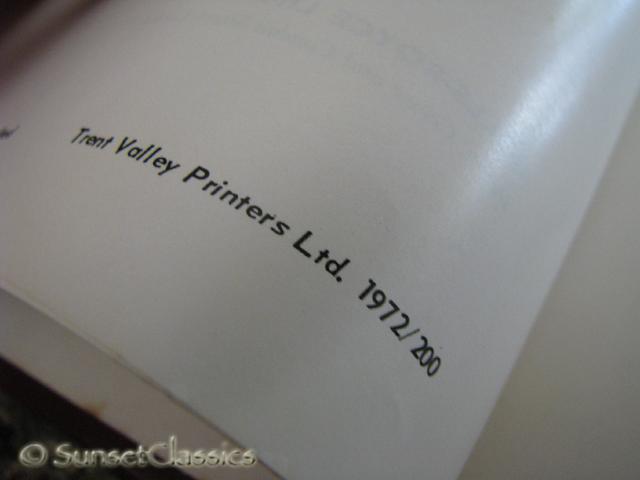 Trent Valley Printers Ltd. 1972/200
© SunsetClassics